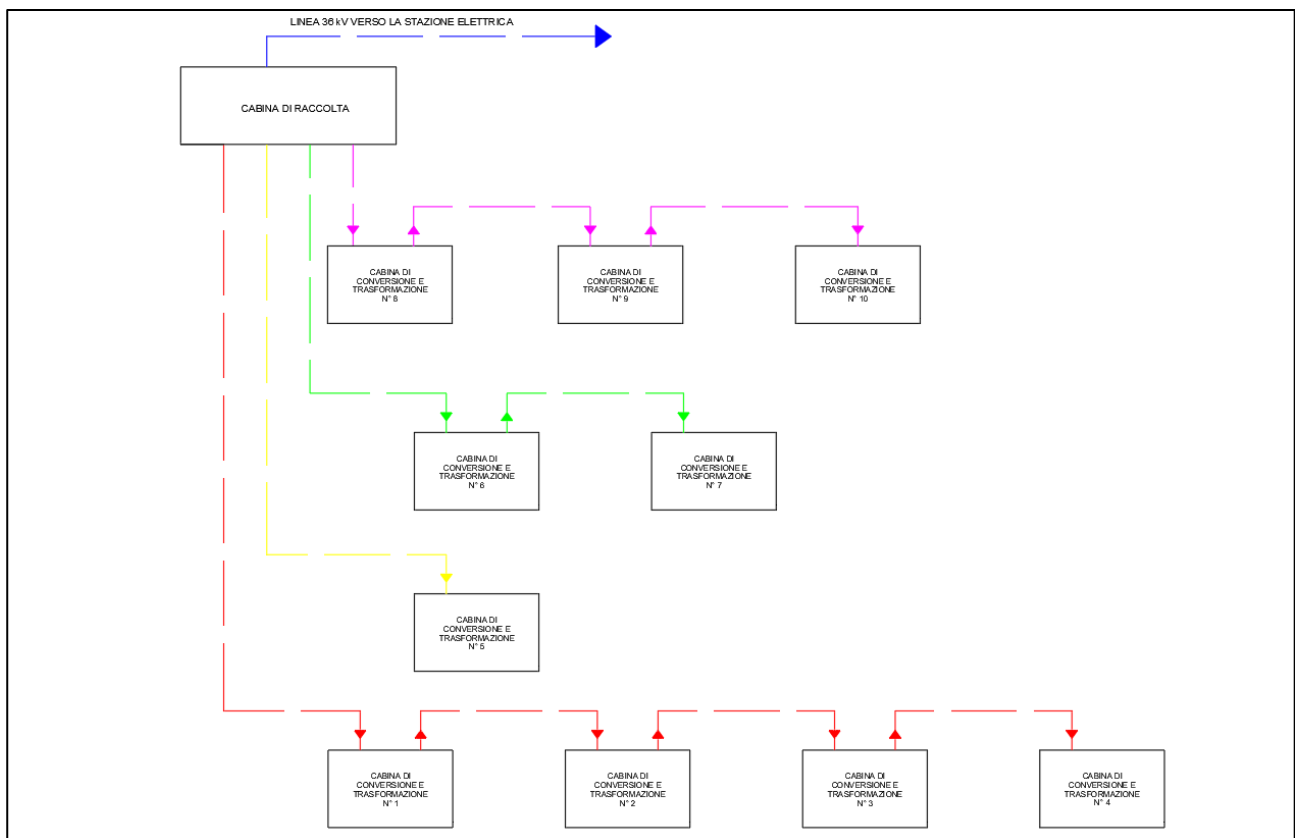 LINEA 36 kV VERSO LA STAZIONE ELETTRICA
CABINA DI RACCOLTA
CABINA DI
CONVERSIONE E
TRASFORMAZIONE
N° 8
CABINA DI
CONVERSIONE E
TRASFORMAZIONE
N° 9
CABINA DI
CONVERSIONE E
TRASFORMAZIONE
N° 10
CABINA DI
CONVERSIONE E
TRASFORMAZIONE
N° 6
CABINA DI
CONVERSIONE E
TRASFORMAZIONE
N° 7
CABINA DI
CONVERSIONE E
TRASFORMAZIONE
N° 5
CABINA DI
CONVERSIONE E
TRASFORMAZIONE
N° 1
CABINA DI
CONVERSIONE E
TRASFORMAZIONE
N° 2
CABINA DI
CONVERSIONE E
TRASFORMAZIONE
N° 3
CABINA DI
CONVERSIONE E
TRASFORMAZIONE
N° 4